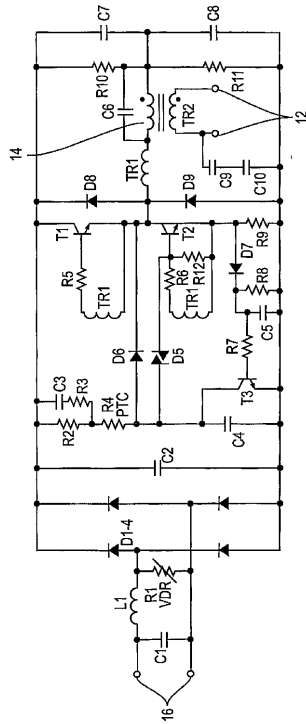 16
C1
L1
R1
VDR
D1-4
C2
R2
C3
R3
R4
PTC
C4
D6
D5
T3
R7
C5
R8
D7
R9
R5
TR1
T1
R6
TR1
R12
T2
D8
D9
TR1
14
C6
R10
TR2
R11
C9
C10
12
C7
C8